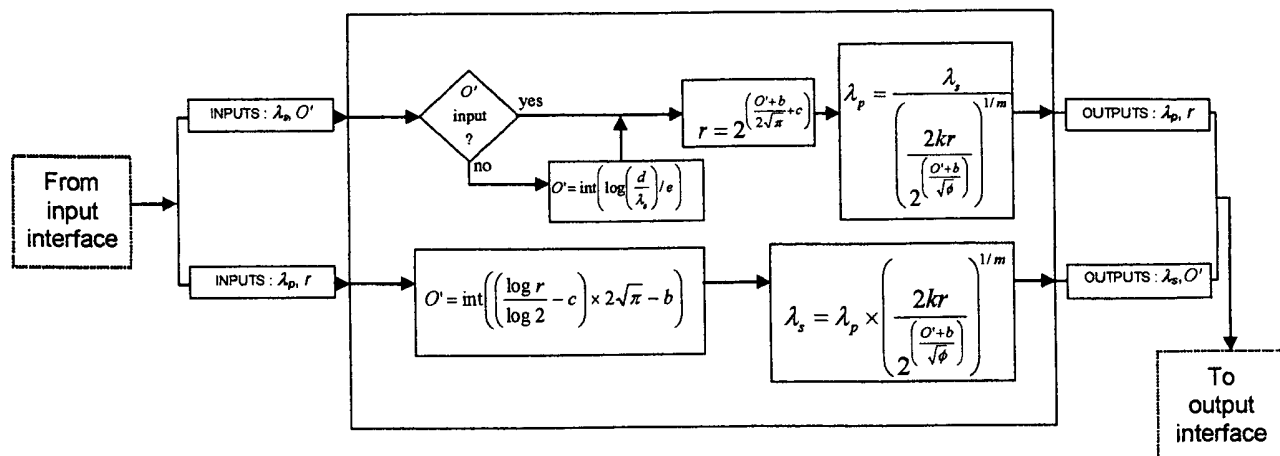 From
input
interface
INPUTS : λs, O'
O'
input
?
yes
no
O'= int(log(d/λs)/ e)
r = 2^((O'+b)/(2√π)+c)
λp = λs/(2kr/2^((O'+b)/√ϕ))^(1/m)
OUTPUTS : λp, r
INPUTS : λp, r
O'= int(((log r/log 2) − c) × 2√π − b)
λs = λp × (2kr/2^((O'+b)/√ϕ))^(1/m)
OUTPUTS : λs, O'
To
output
interface